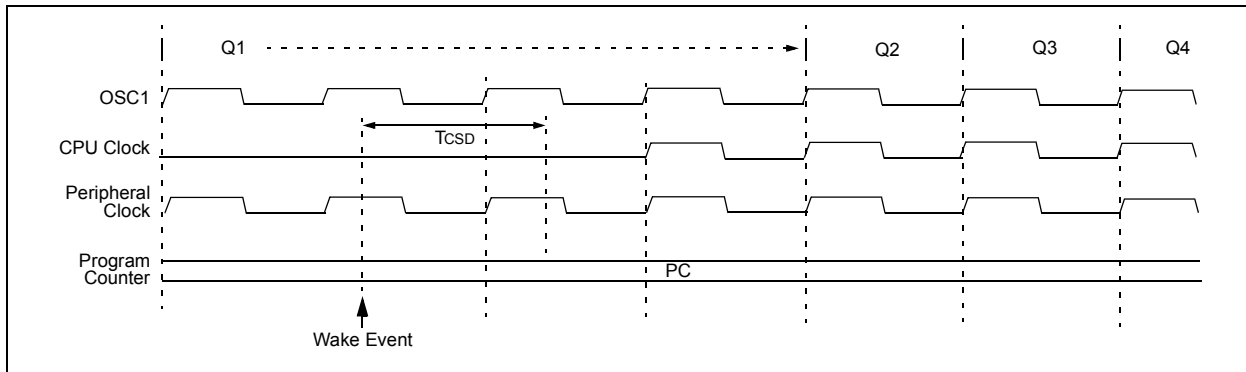 Q1 Q2 Q3 Q4
OSC1
TCSD
CPU Clock
Peripheral
Clock
Program
Counter
PC
Wake Event